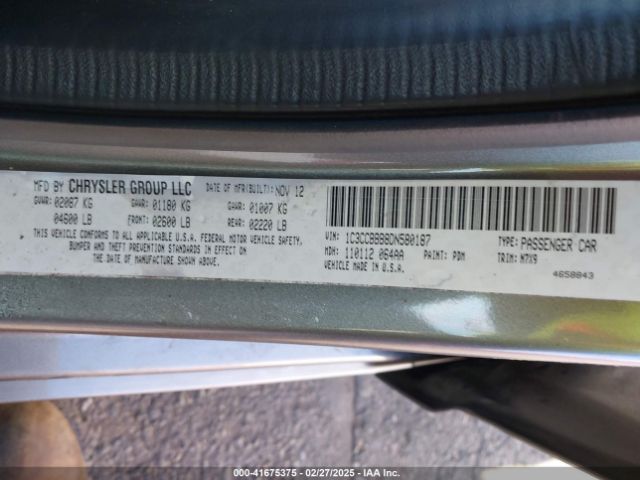 MFD BY CHRYSLER GROUP LLC DATE OF MFR(BUILT): NOV 12
GVWR: 02087 KG GAWR: 01180 KG GAWR: 01007 KG
04600 LB FRONT: 02600 LB REAR: 02220 LB
THIS VEHICLE CONFORMS TO ALL APPLICABLE U.S.A. FEDERAL MOTOR VEHICLE SAFETY,
BUMPER AND THEFT PREVENTION STANDARDS IN EFFECT ON
THE DATE OF MANUFACTURE SHOWN ABOVE.
VIN: 1C3CCBBB8DN580187 TYPE: PASSENGER CAR
MDH: 110112 064AA PAINT: PDM TRIM: N7X9
VEHICLE MADE IN U.S.A. 4658843
000-41675375 - 02/27/2025 - IAA Inc.